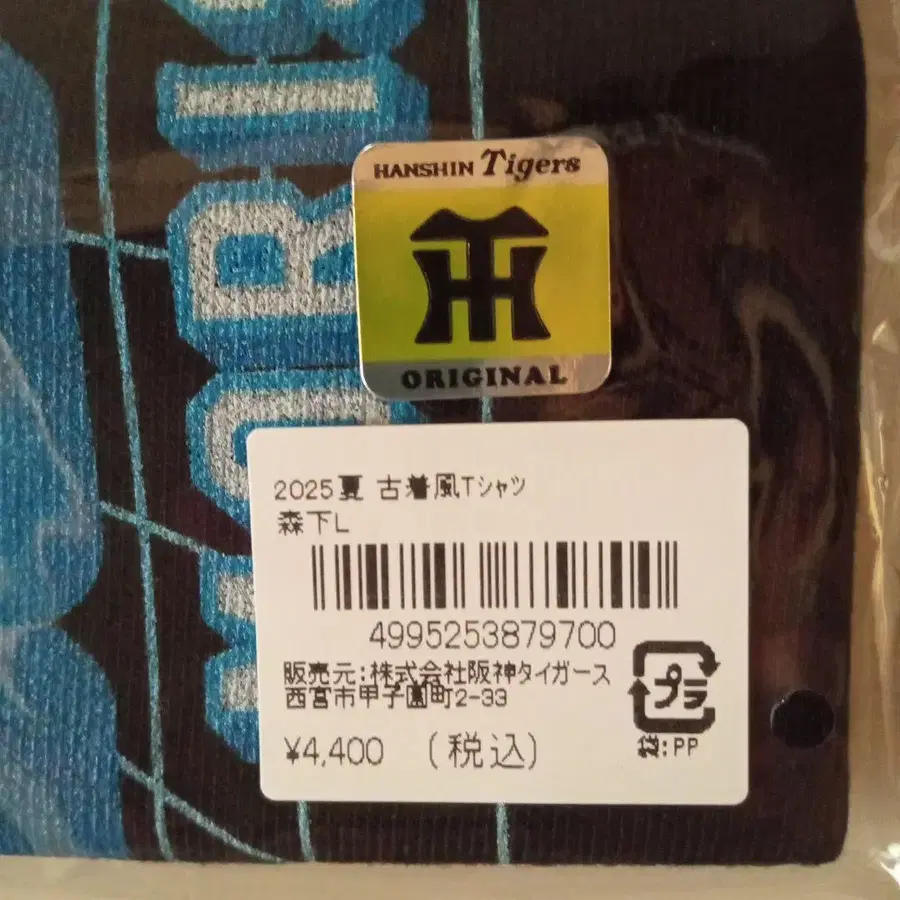 MORIS
HANSHIN Tigers
TH
ORIGINAL
2025夏 古着風Tシャツ
森下L
4995253879700
販売元:株式会社阪神タイガース
西宮市甲子園町2-33
¥4,400 (税込)
プラ
袋:PP